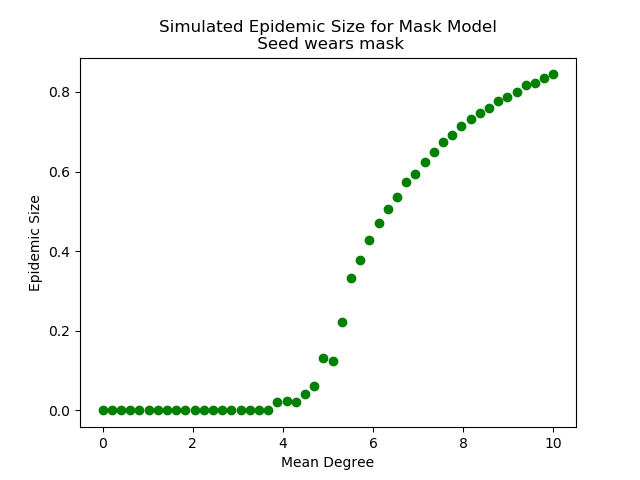 Simulated Epidemic Size for Mask Model
Seed wears mask
0.8
0.6
0.4
0.2
0.0
Epidemic Size
0 2 4 6 8 10
Mean Degree